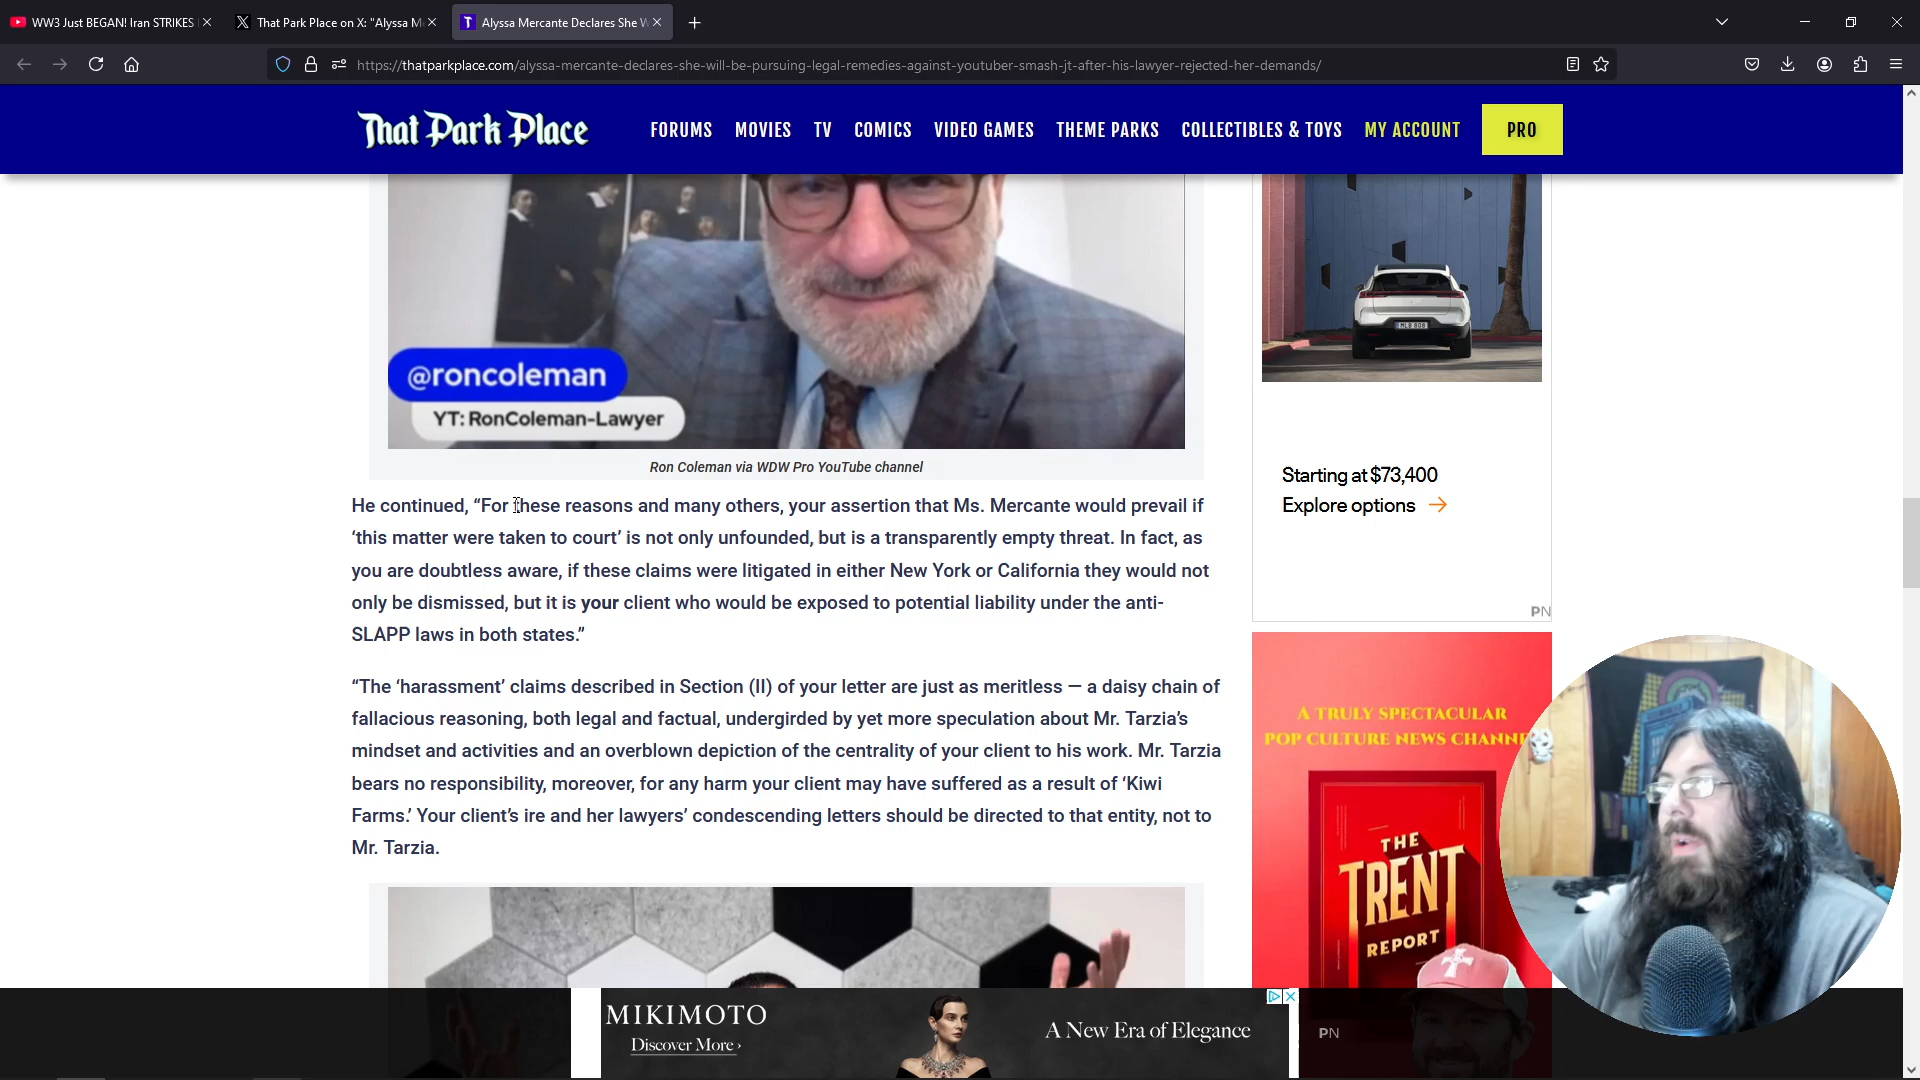 WW3 Just BEGAN! Iran STRIKES
That Park Place on X: "Alyssa M
Alyssa Mercante Declares She W
https://thatparkplace.com/alyssa-mercante-declares-she-will-be-pursuing-legal-remedies-against-youtuber-smash-jt-after-his-lawyer-rejected-her-demands/
That Park Place
FORUMS MOVIES TV COMICS VIDEO GAMES THEME PARKS COLLECTIBLES & TOYS MY ACCOUNT PRO
@roncoleman
YT: RonColeman-Lawyer
Ron Coleman via WDW Pro YouTube channel
He continued, “For these reasons and many others, your assertion that Ms. Mercante would prevail if
‘this matter were taken to court’ is not only unfounded, but is a transparently empty threat. In fact, as
you are doubtless aware, if these claims were litigated in either New York or California they would not
only be dismissed, but it is your client who would be exposed to potential liability under the anti-
SLAPP laws in both states.”
“The ‘harassment’ claims described in Section (II) of your letter are just as meritless — a daisy chain of
fallacious reasoning, both legal and factual, undergirded by yet more speculation about Mr. Tarzia’s
mindset and activities and an overblown depiction of the centrality of your client to his work. Mr. Tarzia
bears no responsibility, moreover, for any harm your client may have suffered as a result of ‘Kiwi
Farms.’ Your client’s ire and her lawyers’ condescending letters should be directed to that entity, not to
Mr. Tarzia.
Starting at $73,400
Explore options
PN
A TRULY SPECTACULAR
POP CULTURE NEWS CHANNE
THE
TRENT
REPORT
MIKIMOTO
Discover More ›
A New Era of Elegance
PN